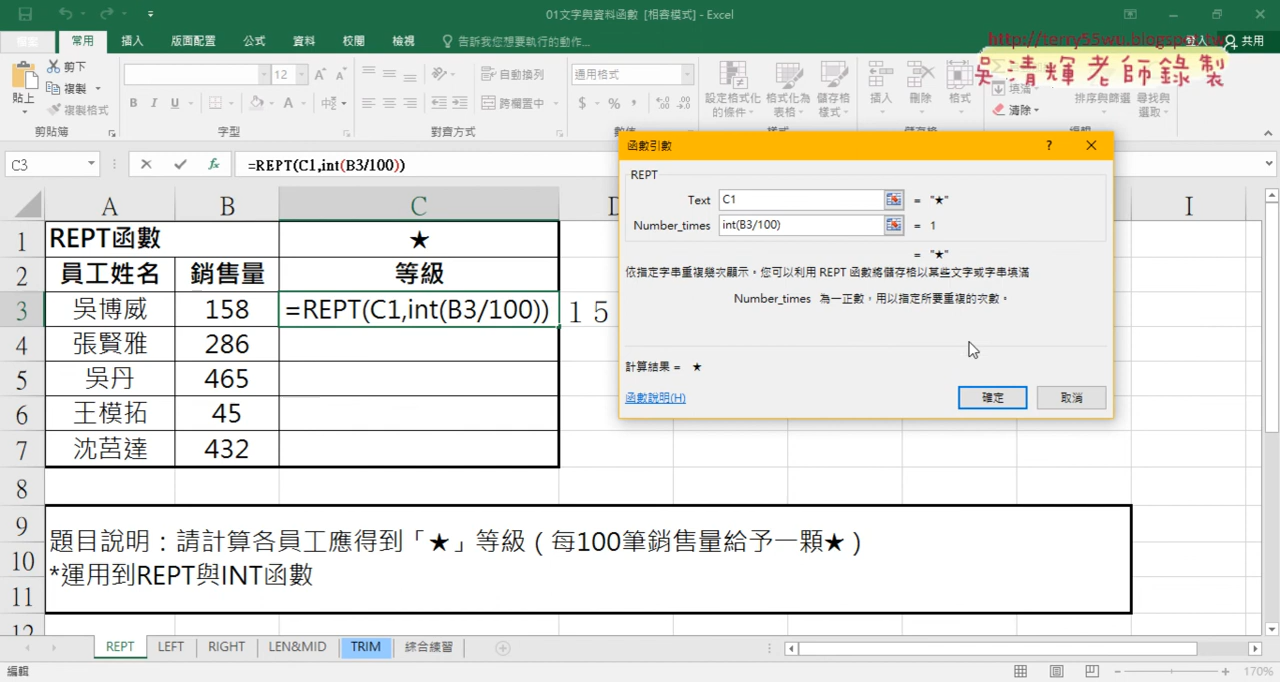 01文字與資料函數 [相容模式] - Excel
常用 插入 版面配置 公式 資料 校閱 檢視 告訴我您想要執行的動作... 共用
http://terry55wu.blogspot.tw
吳清輝老師錄製
貼上 剪下 複製 複製格式 剪貼簿
12 B I U A 字型
自動換列 跨欄置中 對齊方式
通用格式 $ % ,
設定格式化的條件 格式化為表格 儲存格樣式
插入 刪除 格式
清除 排序與篩選 尋找與選取
C3 =REPT(C1,int(B3/100))
A B C I
1 REPT函數 ★
2 員工姓名 銷售量 等級
3 吳博威 158 =REPT(C1,int(B3/100)) 15
4 張賢雅 286
5 吳丹 465
6 王模拓 45
7 沈莒達 432
8
9
題目說明：請計算各員工應得到「★」等級（每100筆銷售量給予一顆★）
10
*運用到REPT與INT函數
11
12
函數引數
REPT
Text C1 = "★"
Number_times int(B3/100) = 1
= "★"
依指定字串重複幾次顯示。您可以利用 REPT 函數將儲存格以某些文字或字串填滿
Number_times 為一正數，用以指定所要重複的次數。
計算結果 = ★
函數說明(H) 確定 取消
REPT LEFT RIGHT LEN&MID TRIM 綜合練習
編輯 170%